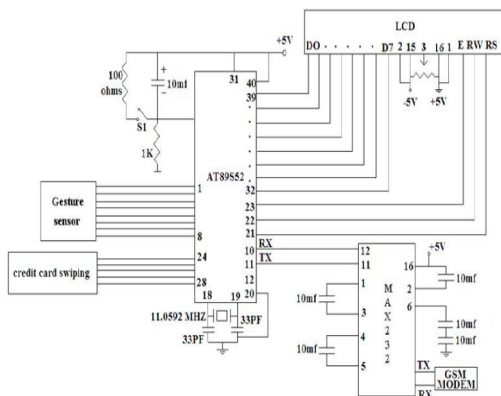 LCD
DO . . . . . . D7 2 15 3 16 1 E RW RS
-5V +5V
+5V
100
ohms
10mf
S1
1K
31
40
39
AT89S52
32
23
22
21
10
11
12
20
18 19
1
8
24
28
Gesture
sensor
credit card swiping
11.0592 MHZ
33PF
33PF
RX
TX
12
11
1
3
4
5
16
2
6
M
A
X
2
3
2
+5V
10mf
10mf
10mf
10mf
10mf
TX
RX
GSM
MODEM